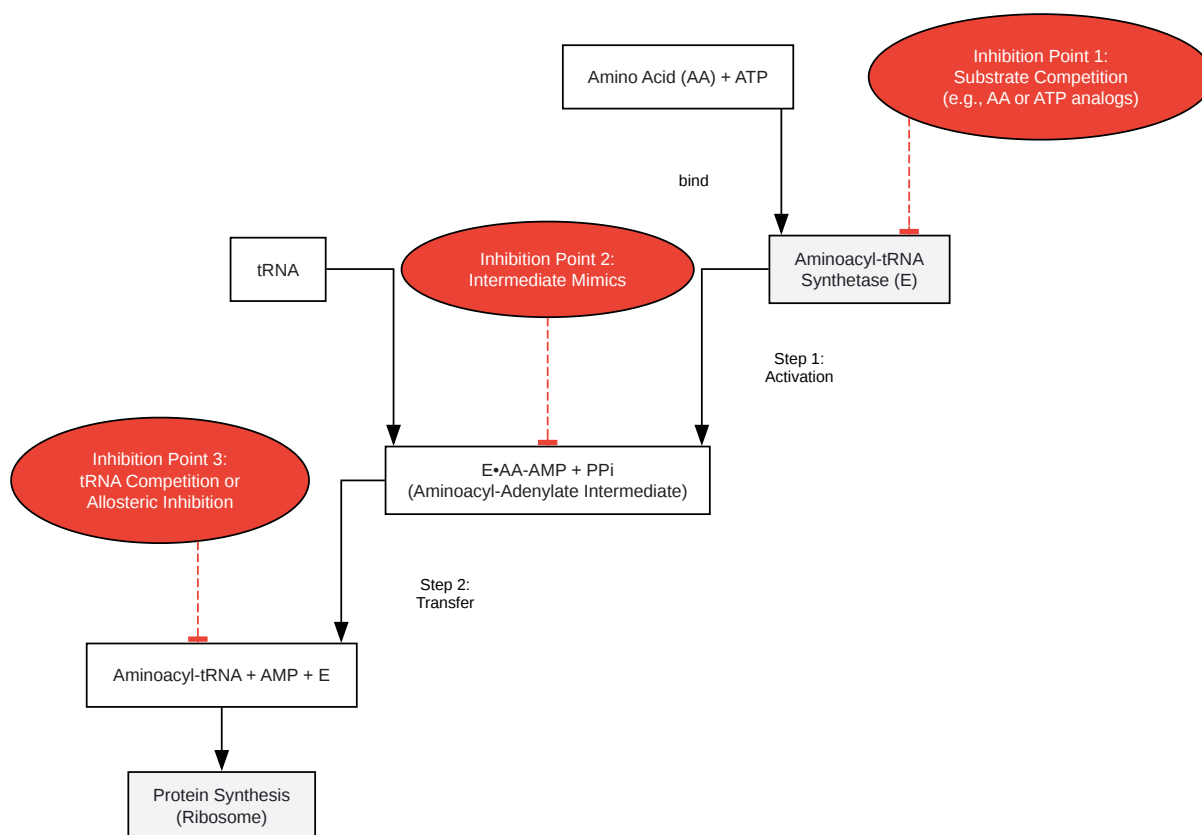 Inhibition Point 1:
Substrate Competition
(e.g., AA or ATP analogs)
Amino Acid (AA) + ATP
bind
tRNA
Inhibition Point 2:
Intermediate Mimics
Aminoacyl-tRNA
Synthetase (E)
Step 1:
Activation
Inhibition Point 3:
tRNA Competition or
Allosteric Inhibition
E•AA-AMP + PPi
(Aminoacyl-Adenylate Intermediate)
Step 2:
Transfer
Aminoacyl-tRNA + AMP + E
Protein Synthesis
(Ribosome)